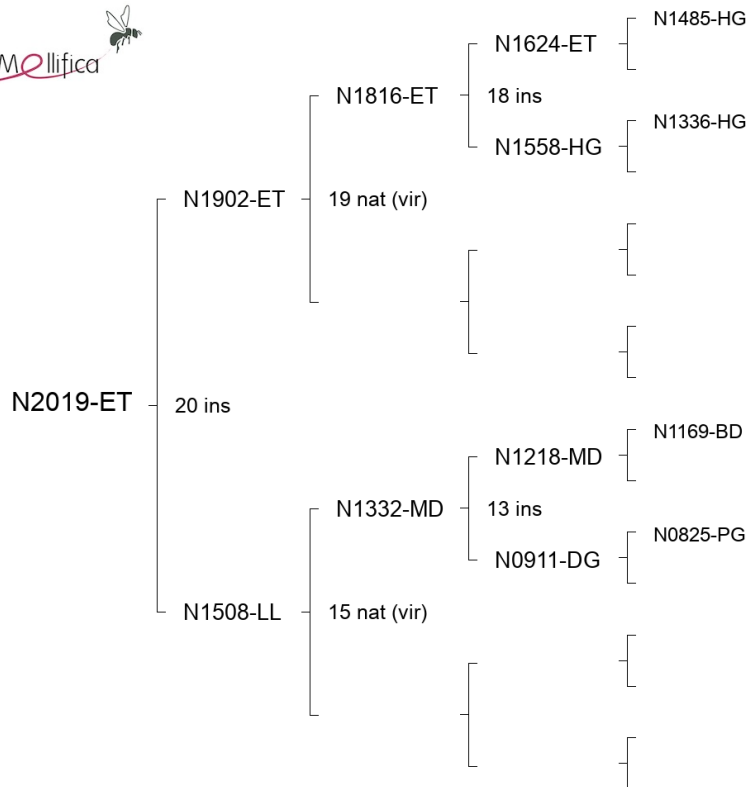 Mellifica
N1485-HG
N1624-ET
N1816-ET
18 ins
N1558-HG
N1336-HG
N1902-ET
19 nat (vir)
N2019-ET
20 ins
N1169-BD
N1218-MD
N1332-MD
13 ins
N0911-DG
N0825-PG
N1508-LL
15 nat (vir)